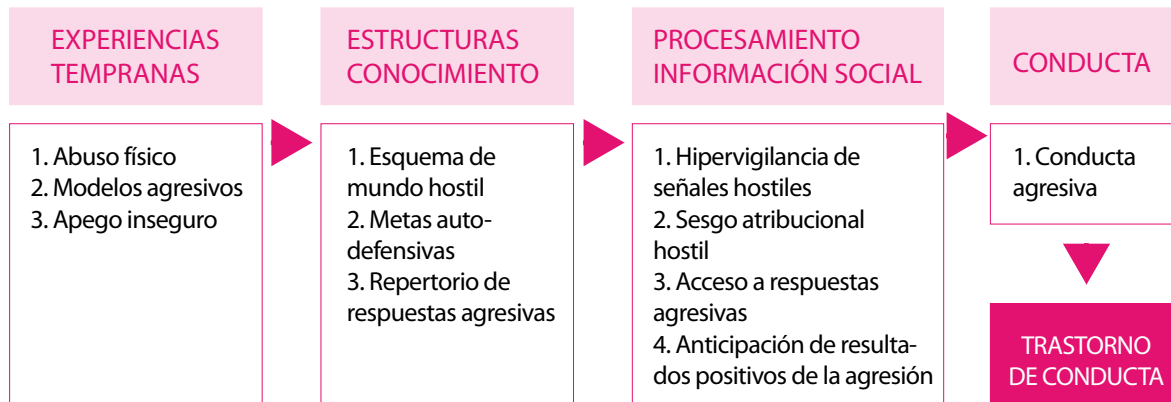 EXPERIENCIAS
TEMPRANAS
1. Abuso físico
2. Modelos agresivos
3. Apego inseguro
ESTRUCTURAS
CONOCIMIENTO
1. Esquema de
mundo hostil
2. Metas auto-
defensivas
3. Repertorio de
respuestas agresivas
PROCESAMIENTO
INFORMACIÓN SOCIAL
1. Hipervigilancia de
señales hostiles
2. Sesgo atribucional
hostil
3. Acceso a respuestas
agresivas
4. Anticipación de resulta-
dos positivos de la agresión
CONDUCTA
1. Conducta
agresiva
TRASTORNO
DE CONDUCTA